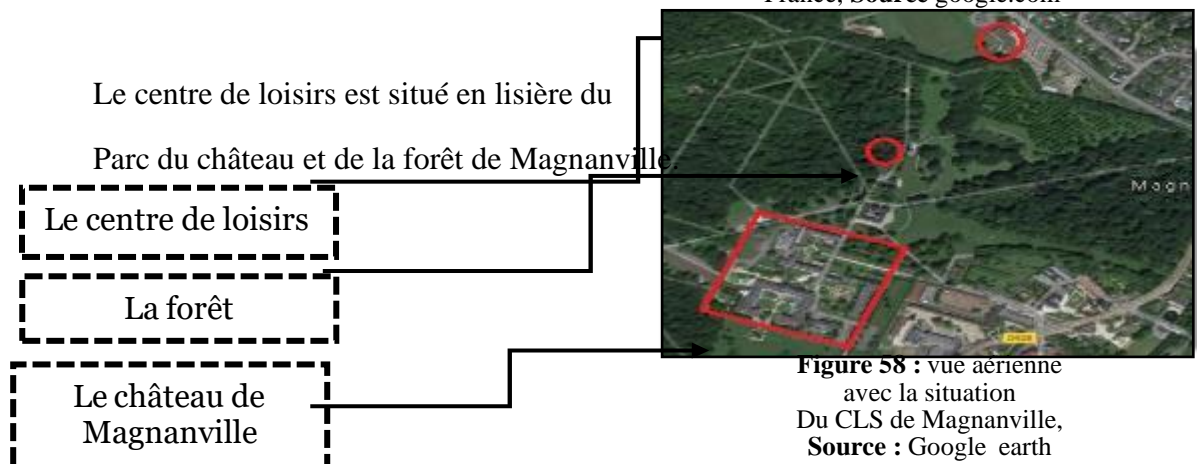 France, Source google.com
Le centre de loisirs est situé en lisière du
Parc du château et de la forêt de Magnanville.
Le centre de loisirs
La forêt
Le château de
Magnanville
Magn
Figure 58 : vue aérienne
avec la situation
Du CLS de Magnanville,
Source : Google earth